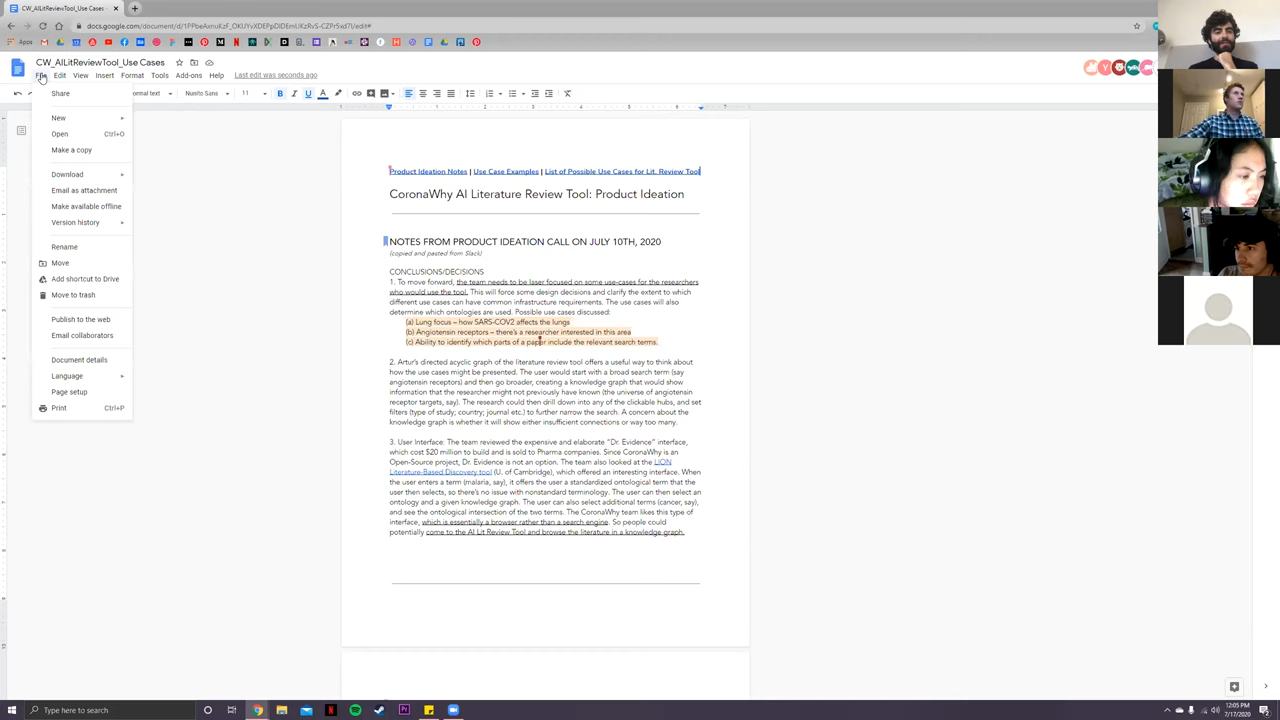 CW_AILitReviewTool_Use Cases
docs.google.com/document/d/
Apps
CW_AILitReviewTool_Use Cases
File Edit View Insert Format Tools Add-ons Help Last edit was seconds ago
Normal text Nunito Sans 11
Share
New
Open Ctrl+O
Make a copy
Download
Email as attachment
Make available offline
Version history
Rename
Move
Add shortcut to Drive
Move to trash
Publish to the web
Email collaborators
Document details
Language
Page setup
Print Ctrl+P
Product Ideation Notes | Use Case Examples | List of Possible Use Cases for Lit. Review Tool
CoronaWhy AI Literature Review Tool: Product Ideation
NOTES FROM PRODUCT IDEATION CALL ON JULY 10TH, 2020
(copied and pasted from Slack)
CONCLUSIONS/DECISIONS
1. To move forward, the team needs to be laser focused on some use-cases for the researchers
who would use the tool. This will force some design decisions and clarify the extent to which
different use cases can have common infrastructure requirements. The use cases will also
determine which ontologies are used. Possible use cases discussed:
(a) Lung focus – how SARS-COV2 affects the lungs
(b) Angiotensin receptors – there's a researcher interested in this area
(c) Ability to identify which parts of a paper include the relevant search terms.
2. Artur's directed acyclic graph of the literature review tool offers a useful way to think about
how the use cases might be presented. The user would start with a broad search term (say
angiotensin receptors) and then go broader, creating a knowledge graph that would show
information that the researcher might not previously have known (the universe of angiotensin
receptor targets, say). The research could then drill down into any of the clickable hubs, and set
filters (type of study; country; journal etc.) to further narrow the search. A concern about the
knowledge graph is whether it will show either insufficient connections or way too many.
3. User Interface: The team reviewed the expensive and elaborate “Dr. Evidence” interface,
which cost $20 million to build and is sold to Pharma companies. Since CoronaWhy is an
Open-Source project, Dr. Evidence is not an option. The team also looked at the LION
Literature-Based Discovery tool (U. of Cambridge), which offered an interesting interface. When
the user enters a term (malaria, say), it offers the user a standardized ontological term that the
user then selects, so there's no issue with nonstandard terminology. The user can then select an
ontology and a given knowledge graph. The user can also select additional terms (cancer, say),
and see the ontological intersection of the two terms. The CoronaWhy team likes this type of
interface, which is essentially a browser rather than a search engine. So people could
potentially come to the AI Lit Review Tool and browse the literature in a knowledge graph.
Type here to search
12:05 PM
7/17/2020